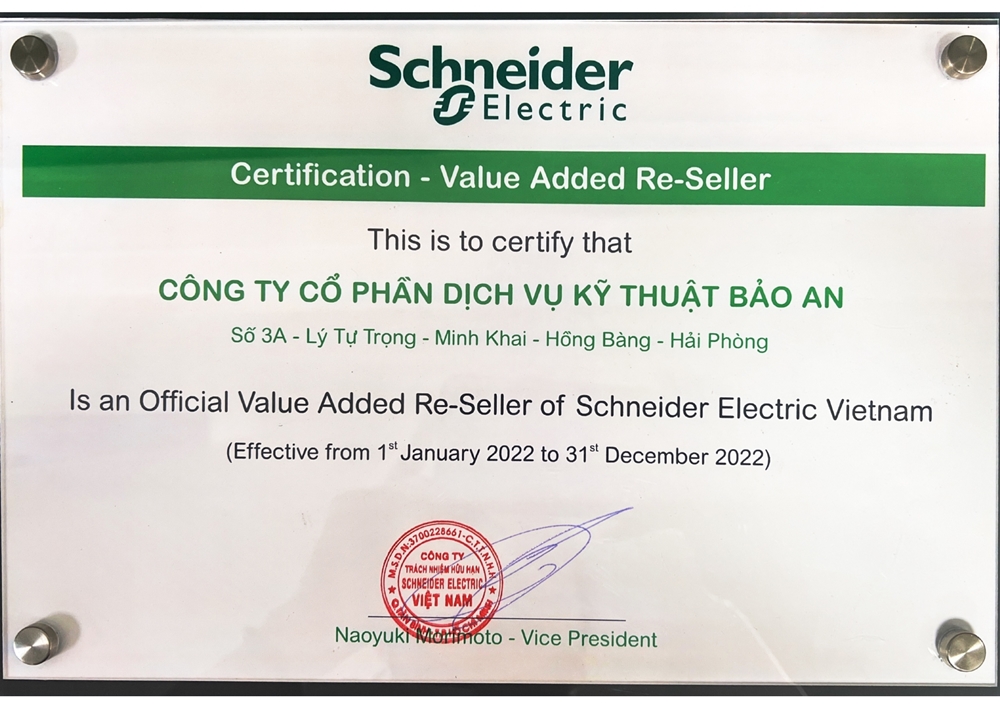 Schneider
Electric
Certification - Value Added Re-Seller
This is to certify that
CÔNG TY CỔ PHẦN DỊCH VỤ KỸ THUẬT BẢO AN
Số 3A - Lý Tự Trọng - Minh Khai - Hồng Bàng - Hải Phòng
Is an Official Value Added Re-Seller of Schneider Electric Vietnam
(Effective from 1st January 2022 to 31st December 2022)
M.S.D.N:3700228661-C.T.T.N.H.H
CÔNG TY
TRÁCH NHIỆM HỮU HẠN
SCHNEIDER ELECTRIC
VIỆT NAM
Naoyuki Morimoto - Vice President